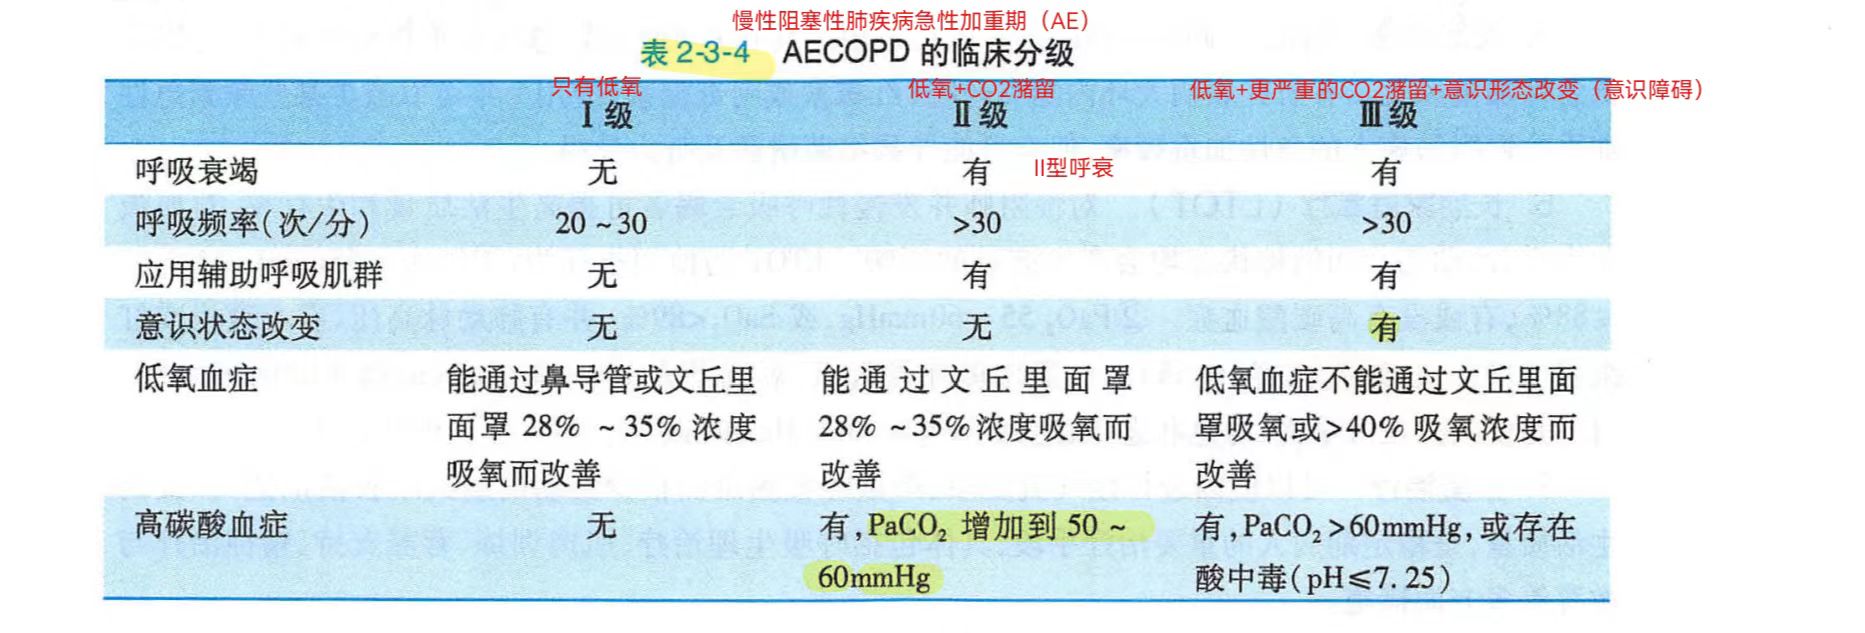 慢性阻塞性肺疾病急性加重期（AE）
表 2-3-4 AECOPD 的临床分级
只有低氧 低氧+CO2潴留 低氧+更严重的CO2潴留+意识形态改变（意识障碍）
Ⅰ级 Ⅱ级 Ⅲ级
呼吸衰竭 无 有 II型呼衰 有
呼吸频率(次/分) 20～30 >30 >30
应用辅助呼吸肌群 无 有 有
意识状态改变 无 无 有
低氧血症 能通过鼻导管或文丘里 能通过文丘里面罩 低氧血症不能通过文丘里面
面罩 28% ～35% 浓度 28% ～35%浓度吸氧而 罩吸氧或>40% 吸氧浓度而
吸氧而改善 改善 改善
高碳酸血症 无 有,PaCO₂ 增加到 50～ 有,PaCO₂>60mmHg,或存在
60mmHg 酸中毒(pH≤7.25)